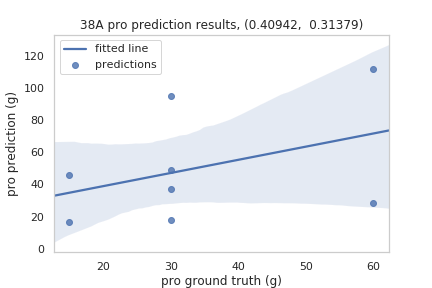 38A pro prediction results, (0.40942,  0.31379)
fitted line
predictions
pro prediction (g)
120
100
80
60
40
20
0
20 30 40 50 60
pro ground truth (g)